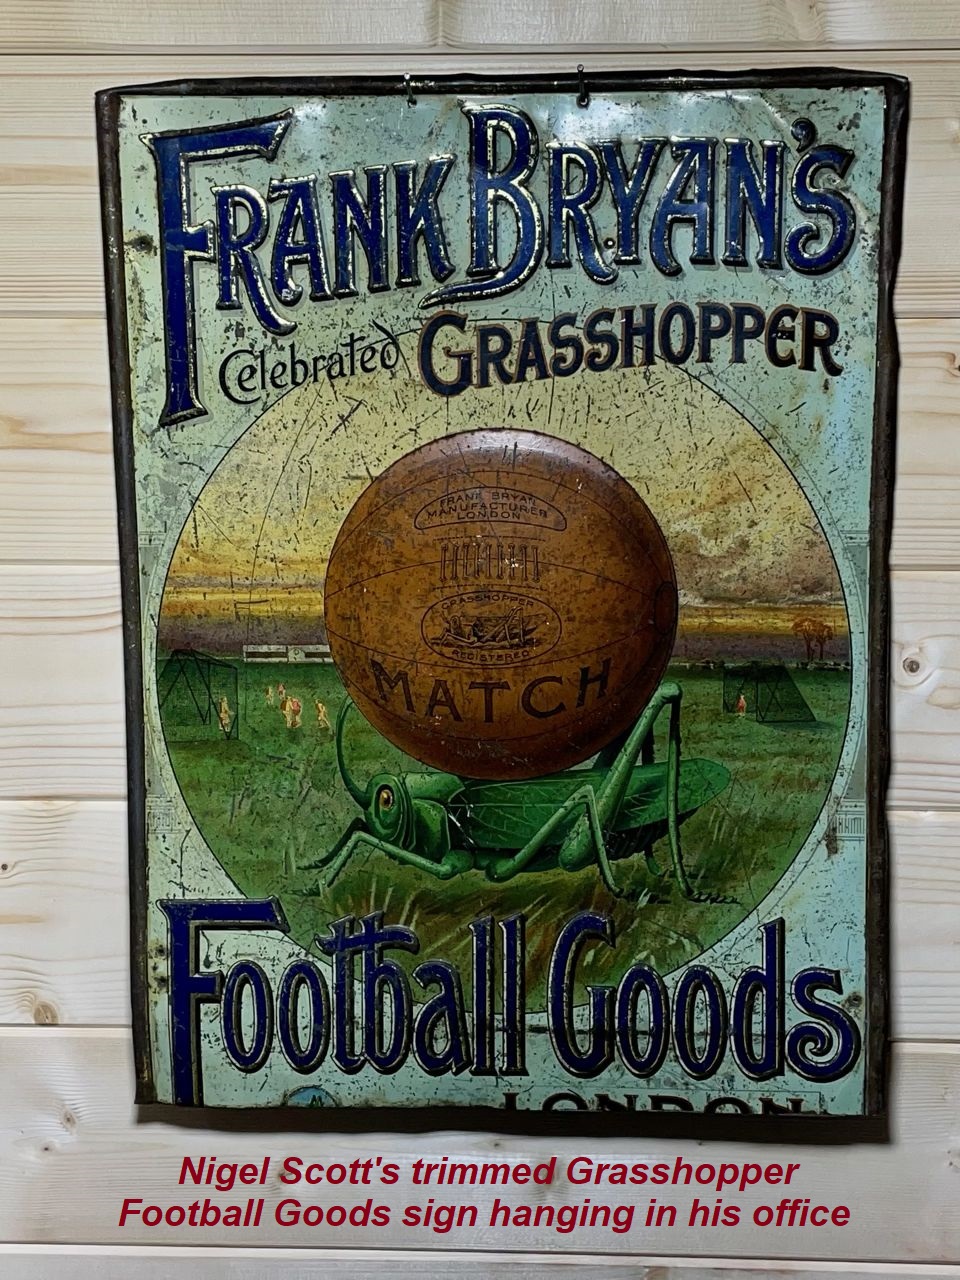 FRANK BRYAN'S
Celebrated GRASSHOPPER
FRANK BRYAN
MANUFACTURER
LONDON
GRASSHOPPER
REGISTERED
MATCH
Football Goods
LONDON
Nigel Scott's trimmed Grasshopper
Football Goods sign hanging in his office